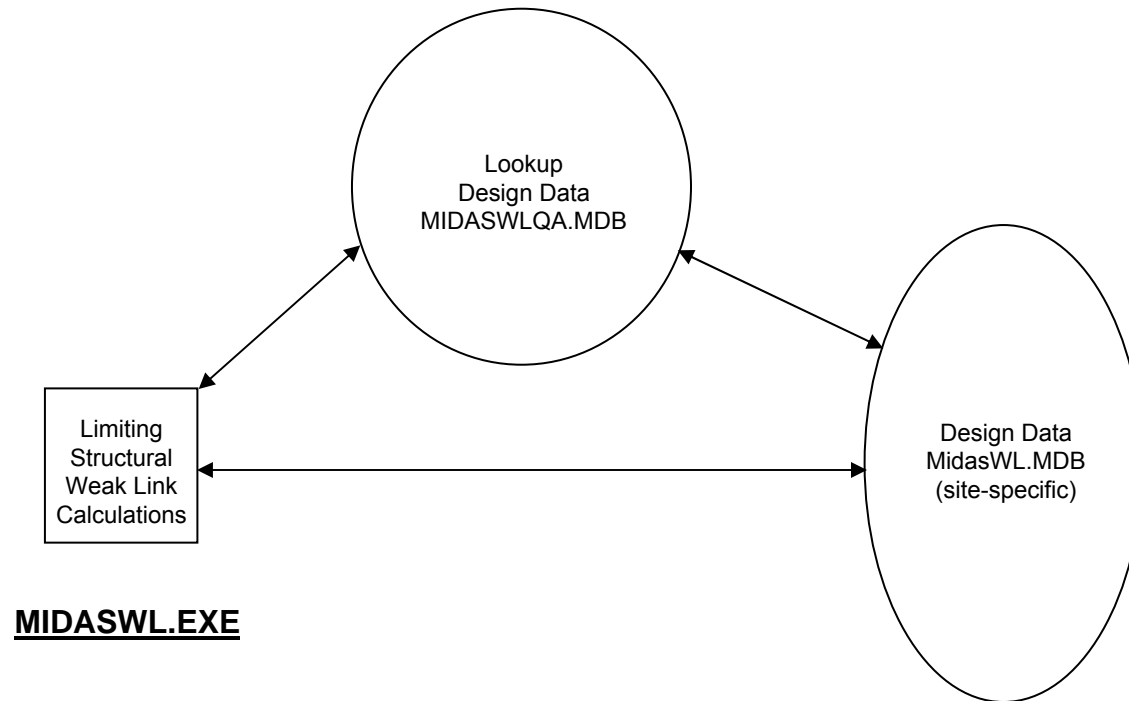 Lookup
Design Data
MIDASWLQA.MDB
Limiting
Structural
Weak Link
Calculations
Design Data
MidasWL.MDB
(site-specific)
MIDASWL.EXE